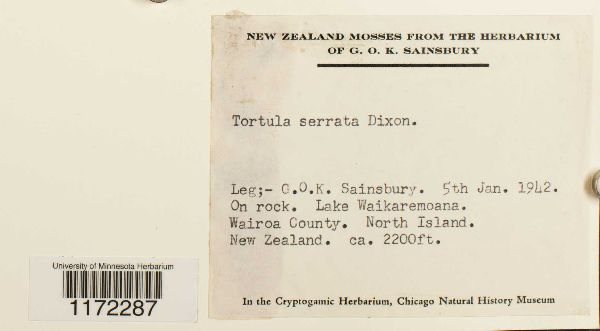 NEW ZEALAND MOSSES FROM THE HERBARIUM
OF G. O. K. SAINSBURY
Tortula serrata Dixon.
Leg;- G.O.K. Sainsbury. 5th Jan. 1942.
On rock. Lake Waikaremoana.
Wairoa County. North Island.
New Zealand. ca. 2200ft.
In the Cryptogamic Herbarium, Chicago Natural History Museum
University of Minnesota Herbarium
1172287